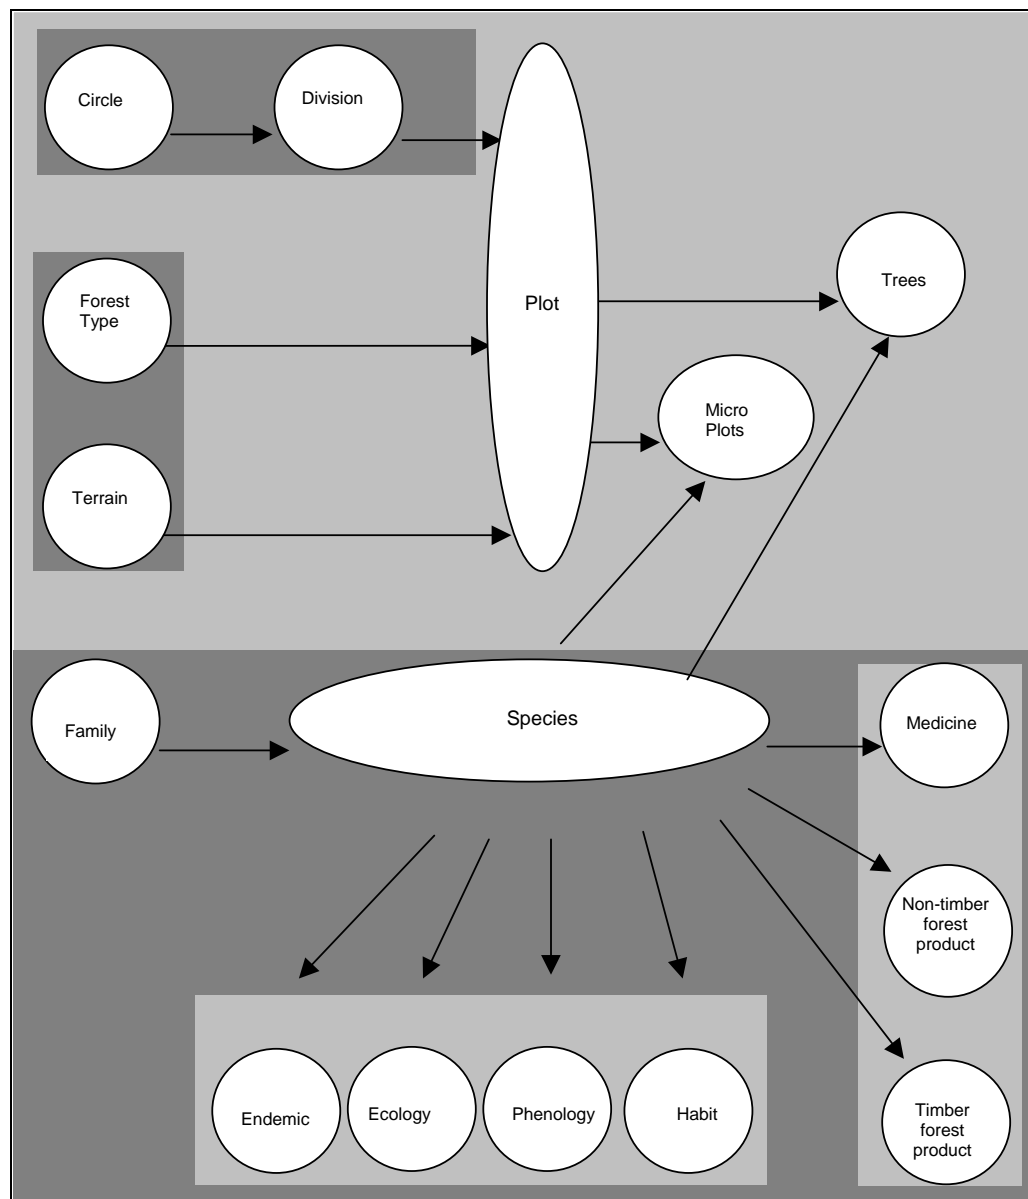 Circle
Division
Plot
Trees
Forest
Type
Micro
Plots
Terrain
Family
Species
Medicine
Non-timber
forest
product
Endemic
Ecology
Phenology
Habit
Timber
forest
product